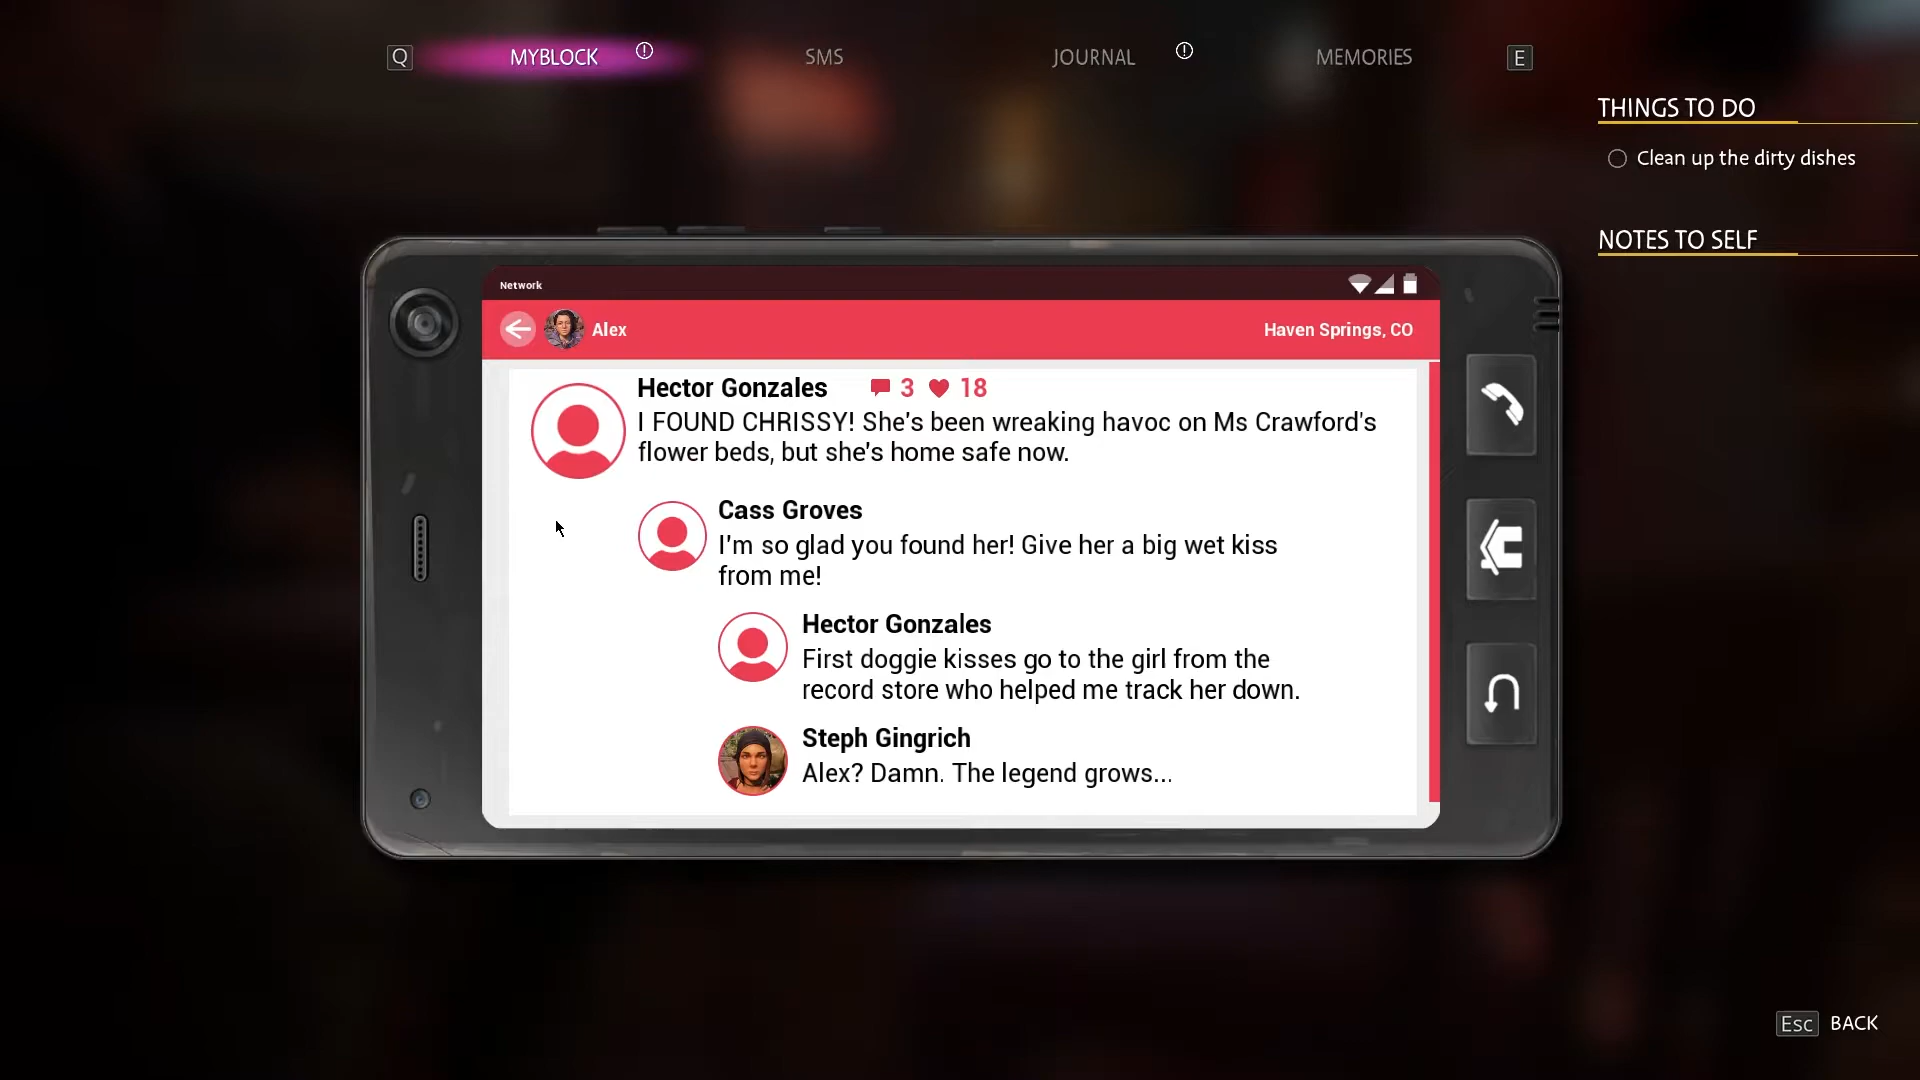 Q
MYBLOCK
SMS
JOURNAL
MEMORIES
E
THINGS TO DO
Clean up the dirty dishes
NOTES TO SELF
Network
Alex
Haven Springs, CO
Hector Gonzales 3 18
I FOUND CHRISSY! She's been wreaking havoc on Ms Crawford's
flower beds, but she's home safe now.
Cass Groves
I'm so glad you found her! Give her a big wet kiss
from me!
Hector Gonzales
First doggie kisses go to the girl from the
record store who helped me track her down.
Steph Gingrich
Alex? Damn. The legend grows...
Esc BACK